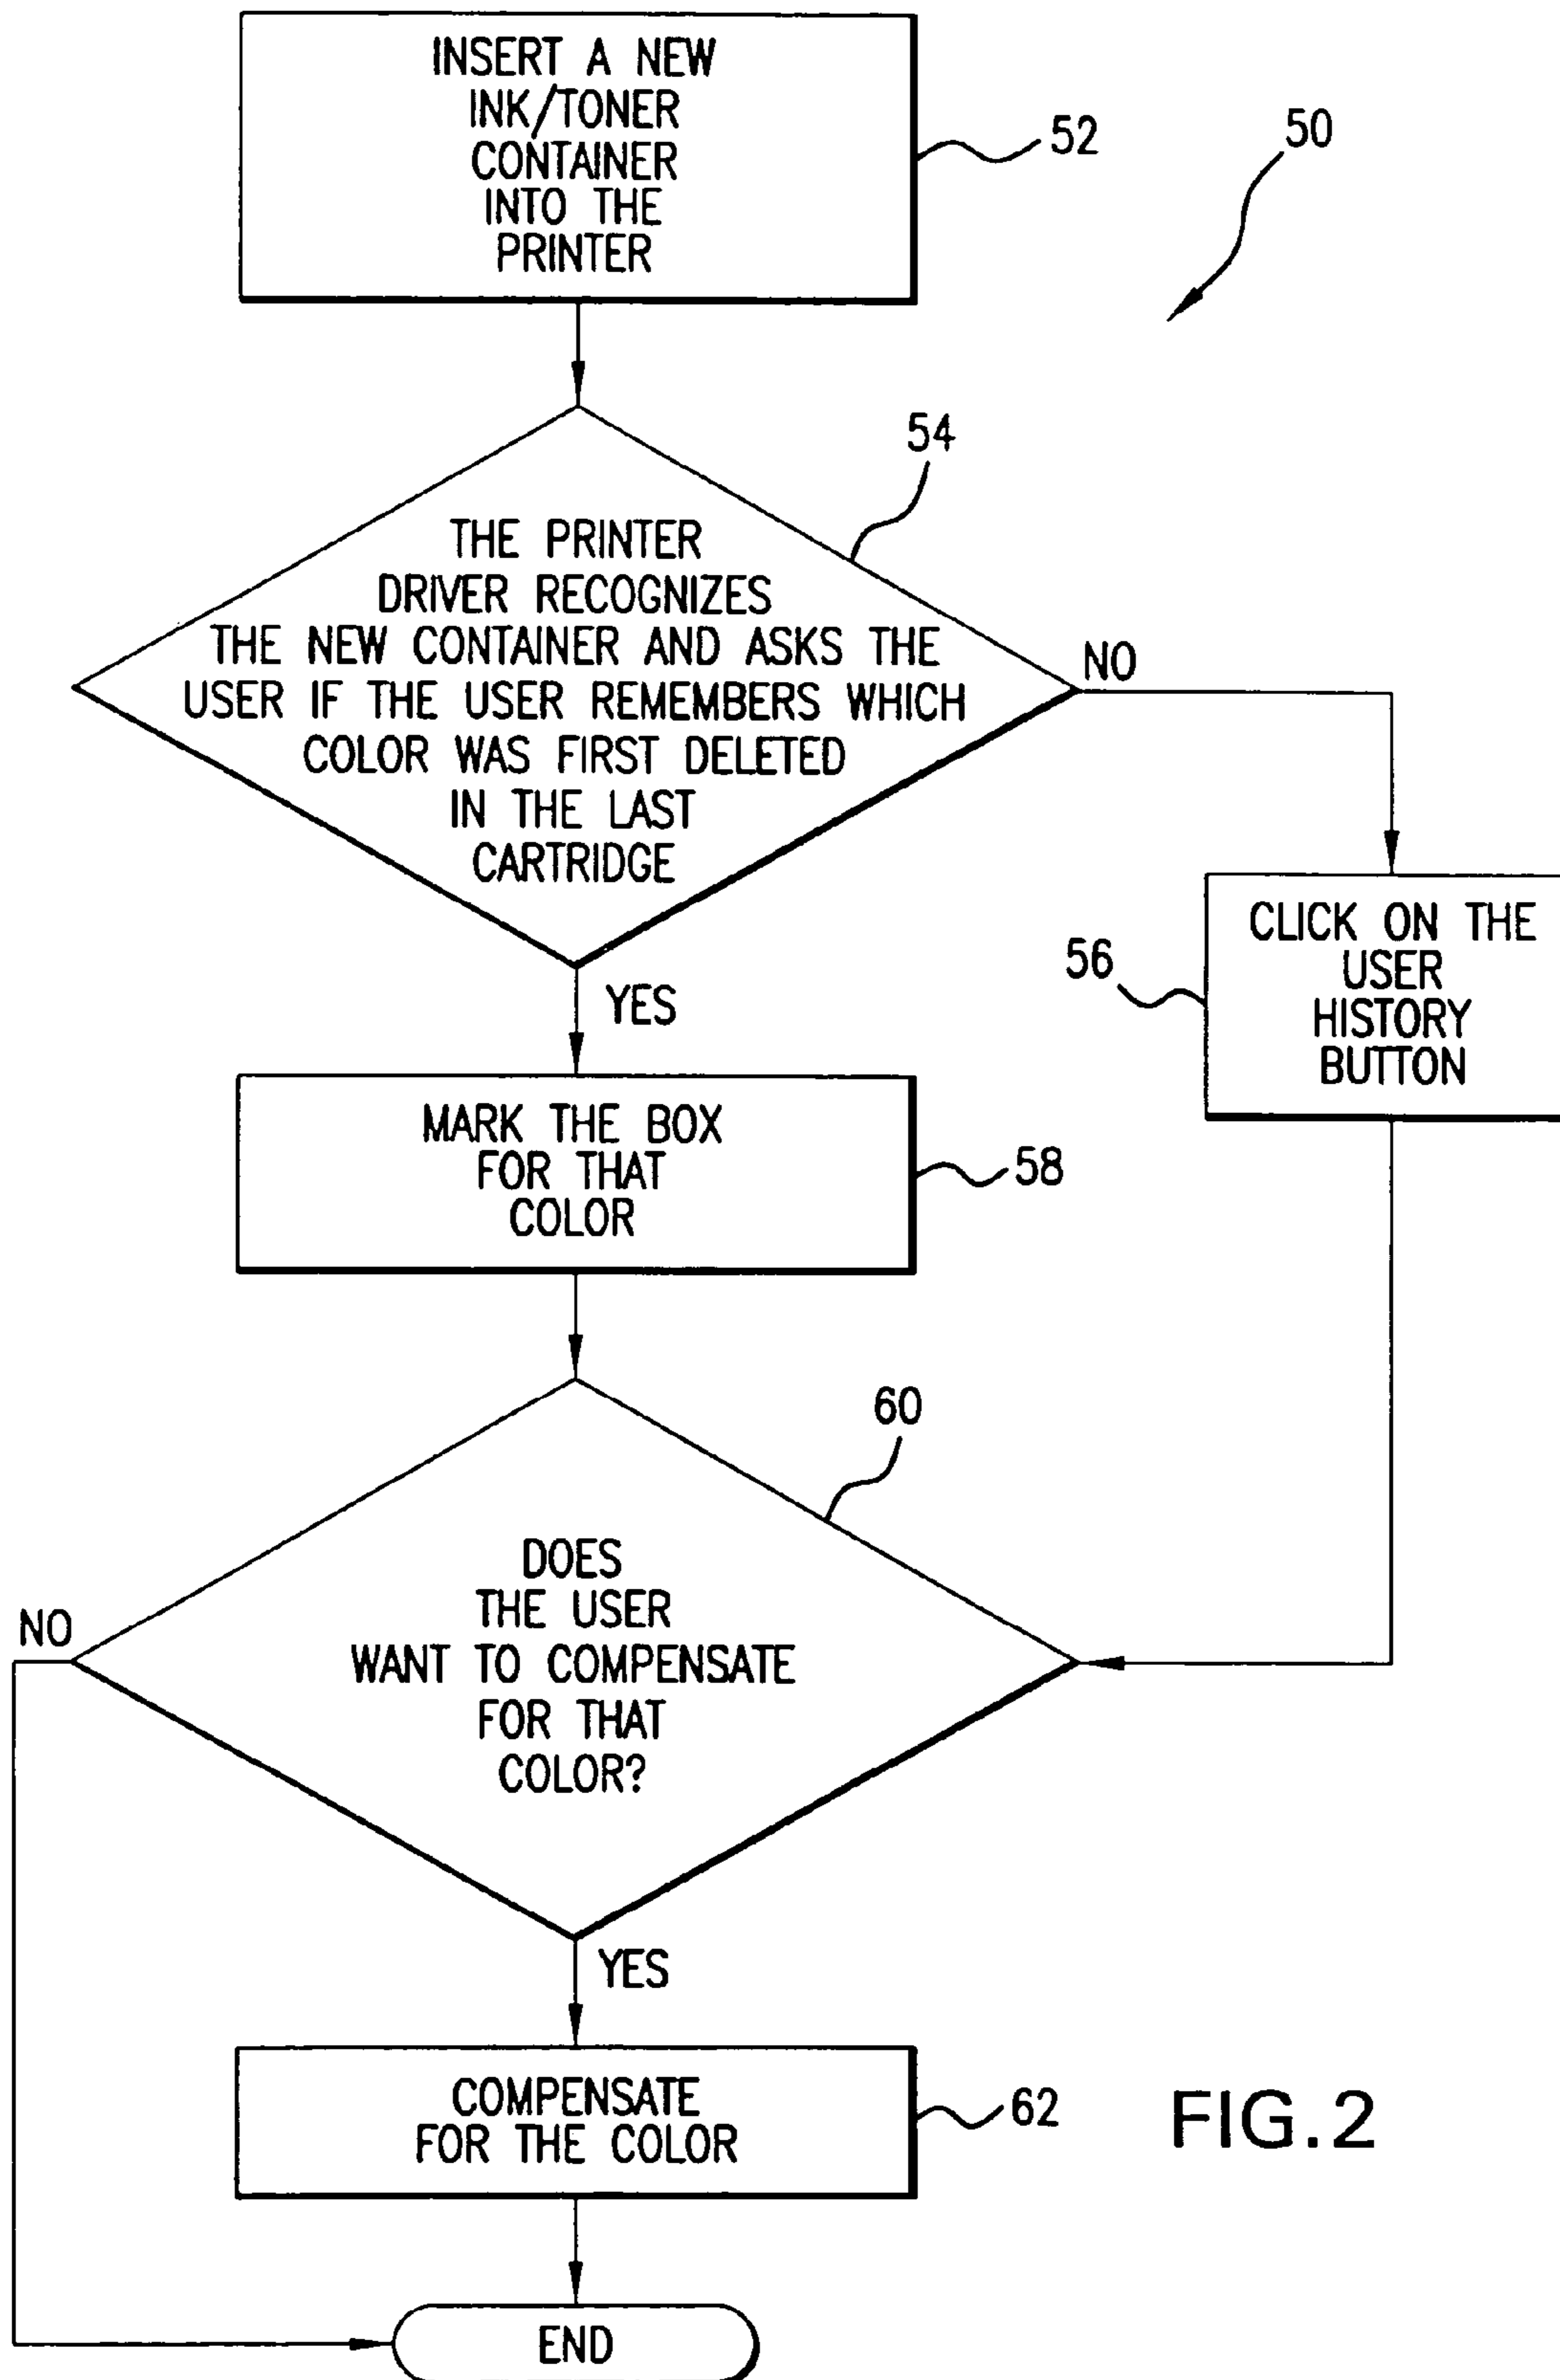 INSERT A NEW
INK/TONER
CONTAINER
INTO THE
PRINTER
52
50
54
THE PRINTER
DRIVER RECOGNIZES
THE NEW CONTAINER AND ASKS THE
USER IF THE USER REMEMBERS WHICH
COLOR WAS FIRST DELETED
IN THE LAST
CARTRIDGE
NO
YES
56
CLICK ON THE
USER
HISTORY
BUTTON
MARK THE BOX
FOR THAT
COLOR
58
60
DOES
THE USER
WANT TO COMPENSATE
FOR THAT
COLOR?
NO
YES
COMPENSATE
FOR THE COLOR
62
FIG.2
END